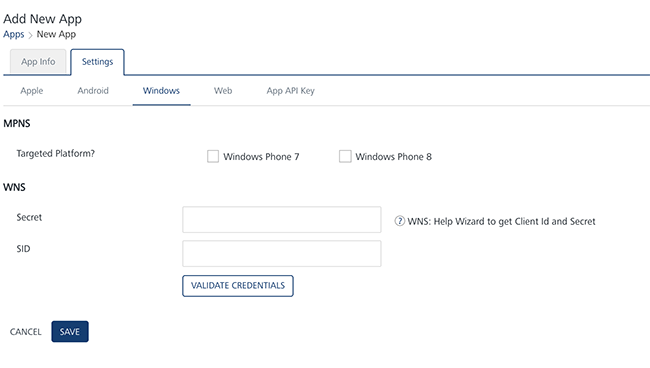 Add New App
Apps > New App
App Info Settings
Apple Android Windows Web App API Key
MPNS
Targeted Platform? Windows Phone 7 Windows Phone 8
WNS
Secret ? WNS: Help Wizard to get Client Id and Secret
SID
VALIDATE CREDENTIALS
CANCEL SAVE